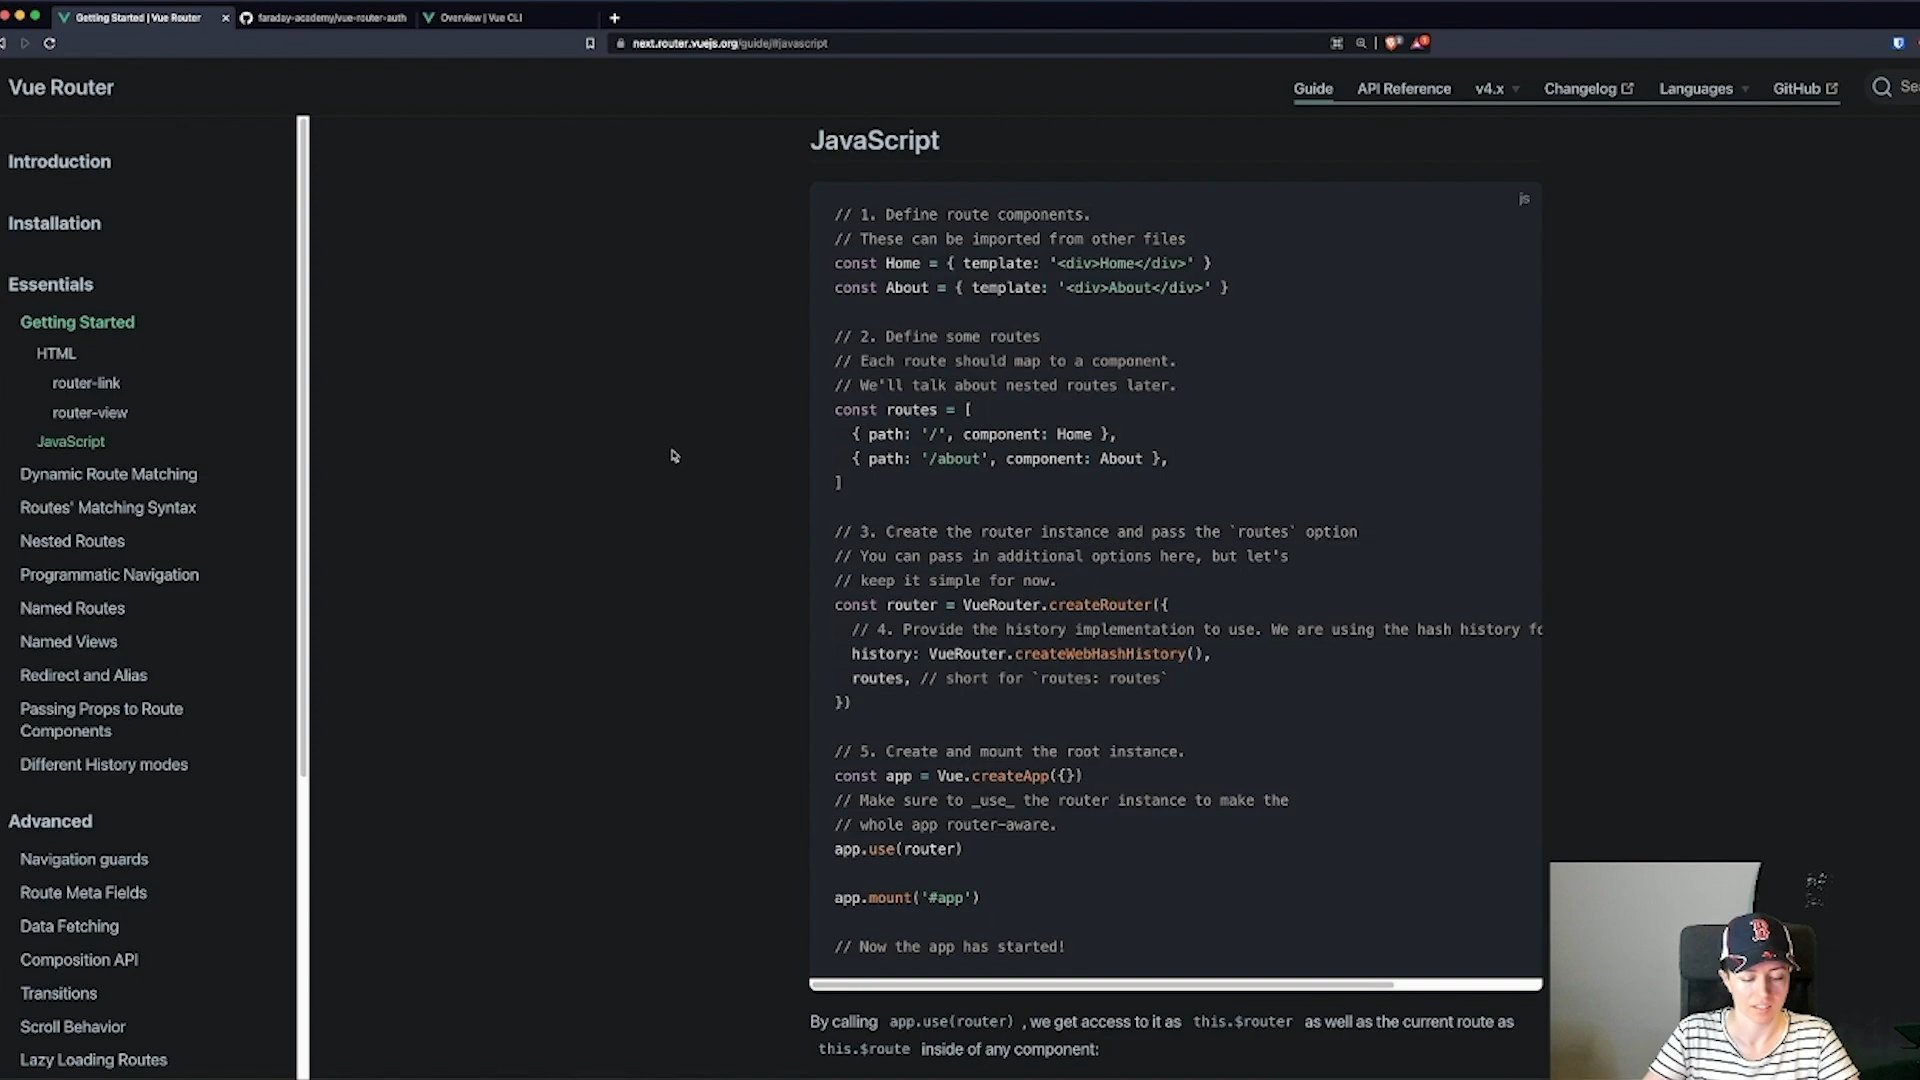 Getting Started | Vue Router
faraday-academy/vue-router-auth
Overview | Vue CLI
next.router.vuejs.org/guide/#javascript
Vue Router
Guide
API Reference
v4.x
Changelog
Languages
GitHub
Introduction
Installation
Essentials
Getting Started
HTML
router-link
router-view
JavaScript
Dynamic Route Matching
Routes' Matching Syntax
Nested Routes
Programmatic Navigation
Named Routes
Named Views
Redirect and Alias
Passing Props to Route
Components
Different History modes
Advanced
Navigation guards
Route Meta Fields
Data Fetching
Composition API
Transitions
Scroll Behavior
Lazy Loading Routes
JavaScript
js
// 1. Define route components.
// These can be imported from other files
const Home = { template: '<div>Home</div>' }
const About = { template: '<div>About</div>' }
// 2. Define some routes
// Each route should map to a component.
// We'll talk about nested routes later.
const routes = [
{ path: '/', component: Home },
{ path: '/about', component: About },
]
// 3. Create the router instance and pass the `routes` option
// You can pass in additional options here, but let's
// keep it simple for now.
const router = VueRouter.createRouter({
// 4. Provide the history implementation to use. We are using the hash history
history: VueRouter.createWebHashHistory(),
routes, // short for `routes: routes`
})
// 5. Create and mount the root instance.
const app = Vue.createApp({})
// Make sure to _use_ the router instance to make the
// whole app router-aware.
app.use(router)
app.mount('#app')
// Now the app has started!
By calling app.use(router) , we get access to it as this.$router as well as the current route as
this.$route inside of any component:
B